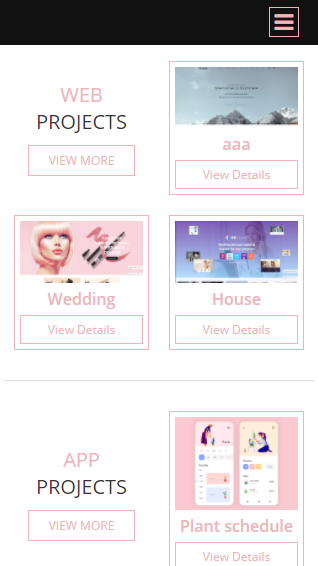 WEB
PROJECTS
VIEW MORE
aaa
View Details
Wedding
View Details
House
View Details
APP
PROJECTS
VIEW MORE
Plant schedule
View Details